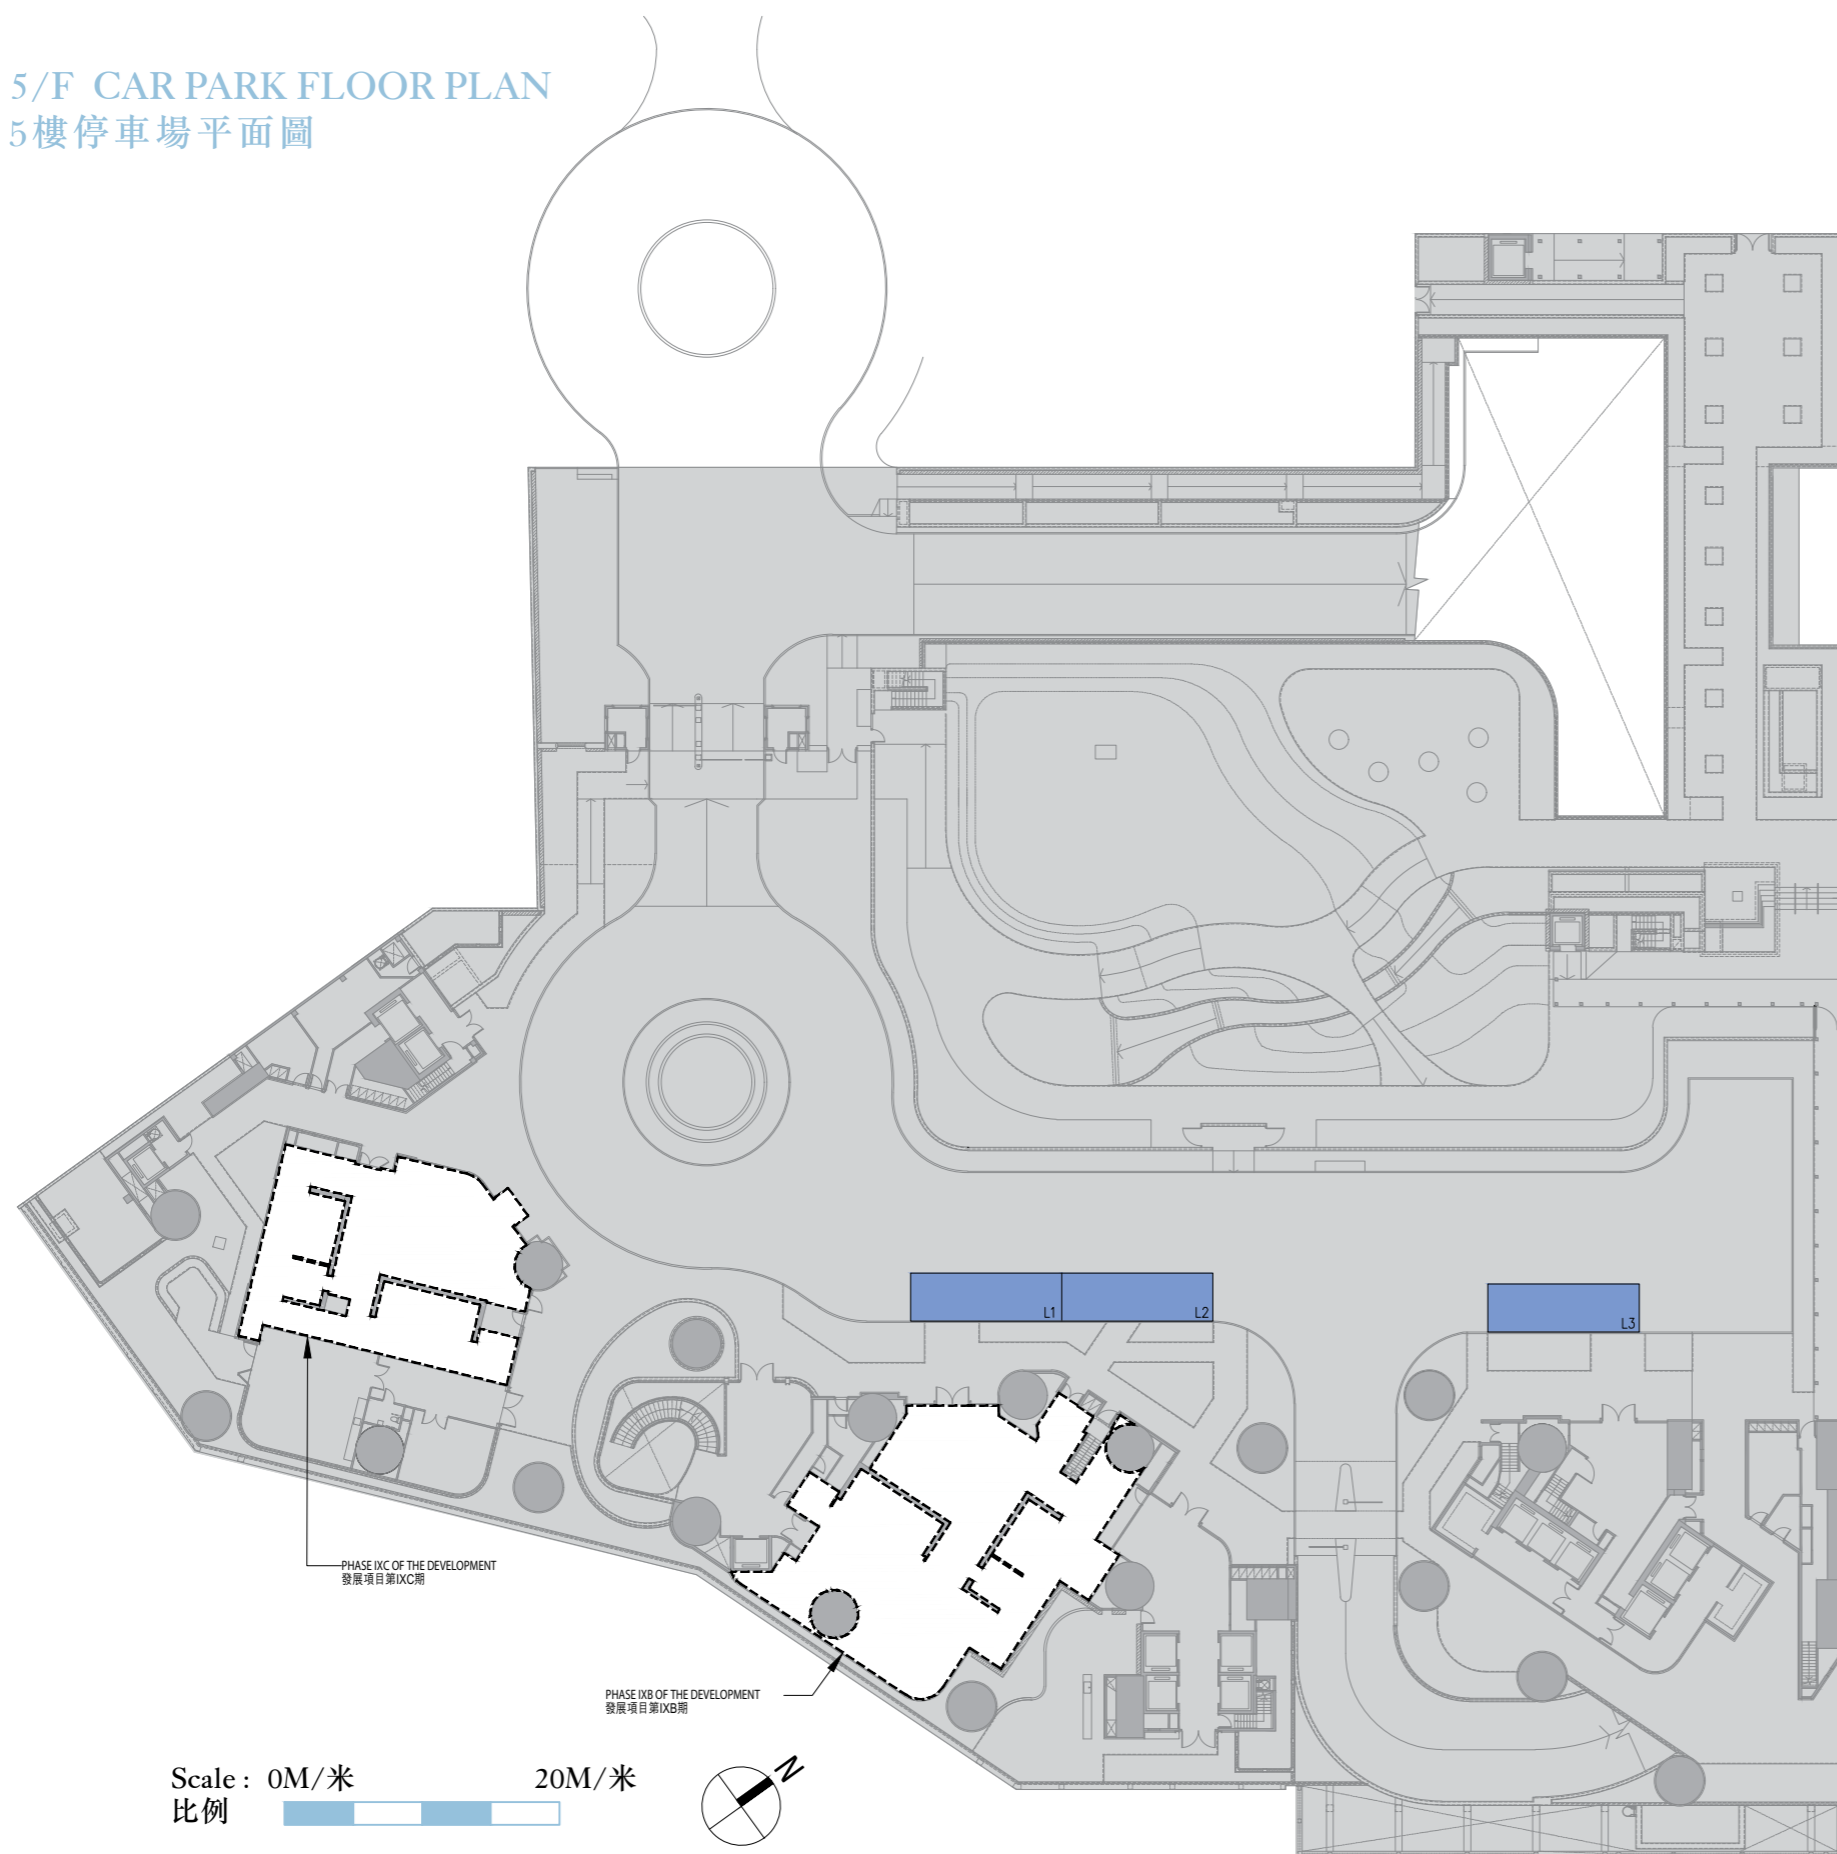 5/F CAR PARK FLOOR PLAN
5樓停車場平面圖
L1
L2
L3
PHASE IXC OF THE DEVELOPMENT
發展項目第IXC期
PHASE IXB OF THE DEVELOPMENT
發展項目第IXB期
Scale : 0M/米 20M/米
比例
N